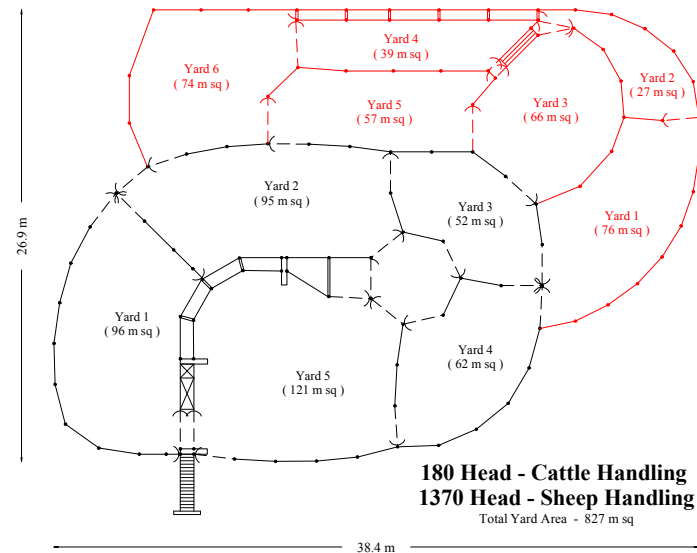 Yard 4
( 39 m sq )
Yard 6
( 74 m sq )
Yard 2
( 27 m sq )
Yard 5
( 57 m sq )
Yard 3
( 66 m sq )
Yard 2
( 95 m sq )
Yard 3
( 52 m sq )
Yard 1
( 76 m sq )
26.9 m
Yard 1
( 96 m sq )
Yard 4
( 62 m sq )
Yard 5
( 121 m sq )
180 Head - Cattle Handling
1370 Head - Sheep Handling
Total Yard Area - 827 m sq
38.4 m